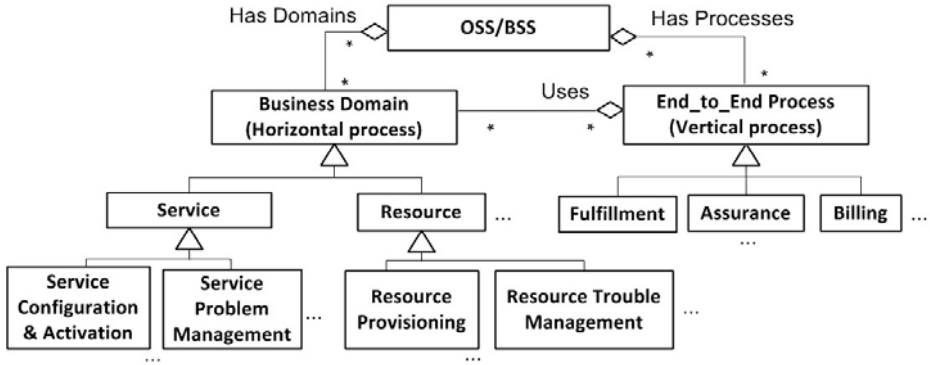 Has Domains
OSS/BSS
Has Processes
*
*
*
*
Business Domain
(Horizontal process)
Uses
*
*
End_to_End Process
(Vertical process)
Service
Resource
...
Fulfillment
Assurance
Billing
...
...
Service
Configuration
& Activation
Service
Problem
Management
...
Resource
Provisioning
Resource Trouble
Management
...
...
...